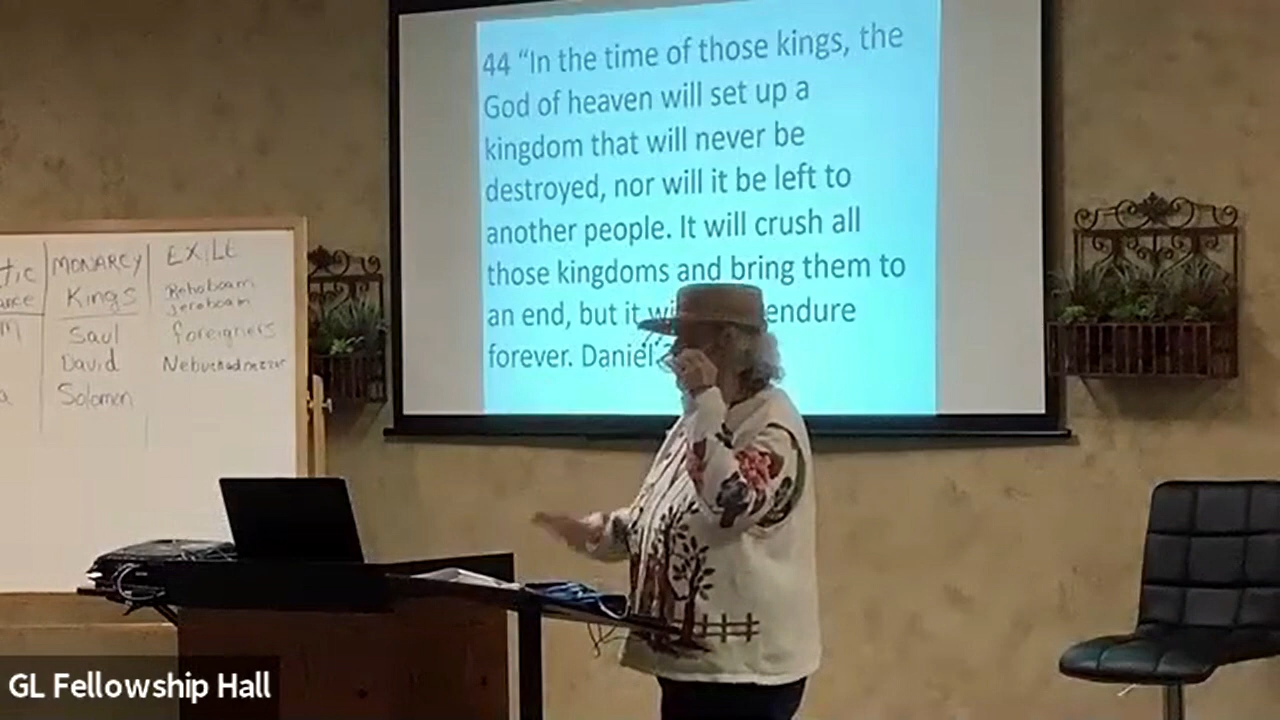 44 “In the time of those kings, the
God of heaven will set up a
kingdom that will never be
destroyed, nor will it be left to
another people. It will crush all
those kingdoms and bring them to
an end, but it endure
forever. Daniel
tic
MONARCY
Kings
Saul
David
Solomon
EXILE
Rehoboam
Jeroboam
foreigners
Nebuchadnezzar
GL Fellowship Hall